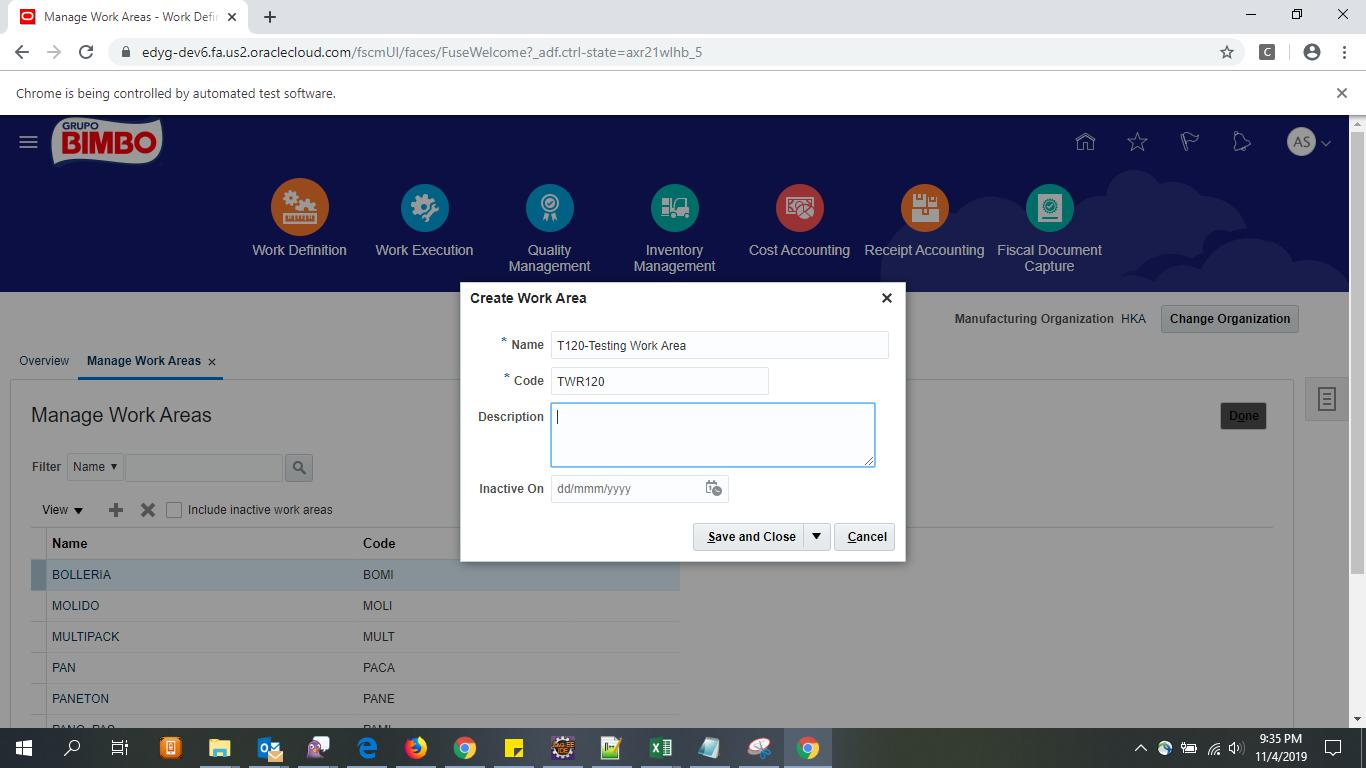 Manage Work Areas - Work Defin
edyg-dev6.fa.us2.oraclecloud.com/fscmUI/faces/FuseWelcome?_adf.ctrl-state=axr21wlhb_5
C
Chrome is being controlled by automated test software.
GRUPO
BIMBO
AS
Work Definition
Work Execution
Quality Management
Inventory Management
Cost Accounting
Receipt Accounting
Fiscal Document Capture
Create Work Area
Manufacturing Organization HKA Change Organization
* Name T120-Testing Work Area
Overview Manage Work Areas
* Code TWR120
Manage Work Areas
Description
Done
Filter Name
Inactive On dd/mmm/yyyy
View Include inactive work areas
Save and Close Cancel
Name Code
BOLLERIA BOMI
MOLIDO MOLI
MULTIPACK MULT
PAN PACA
PANETON PANE
9:35 PM
11/4/2019